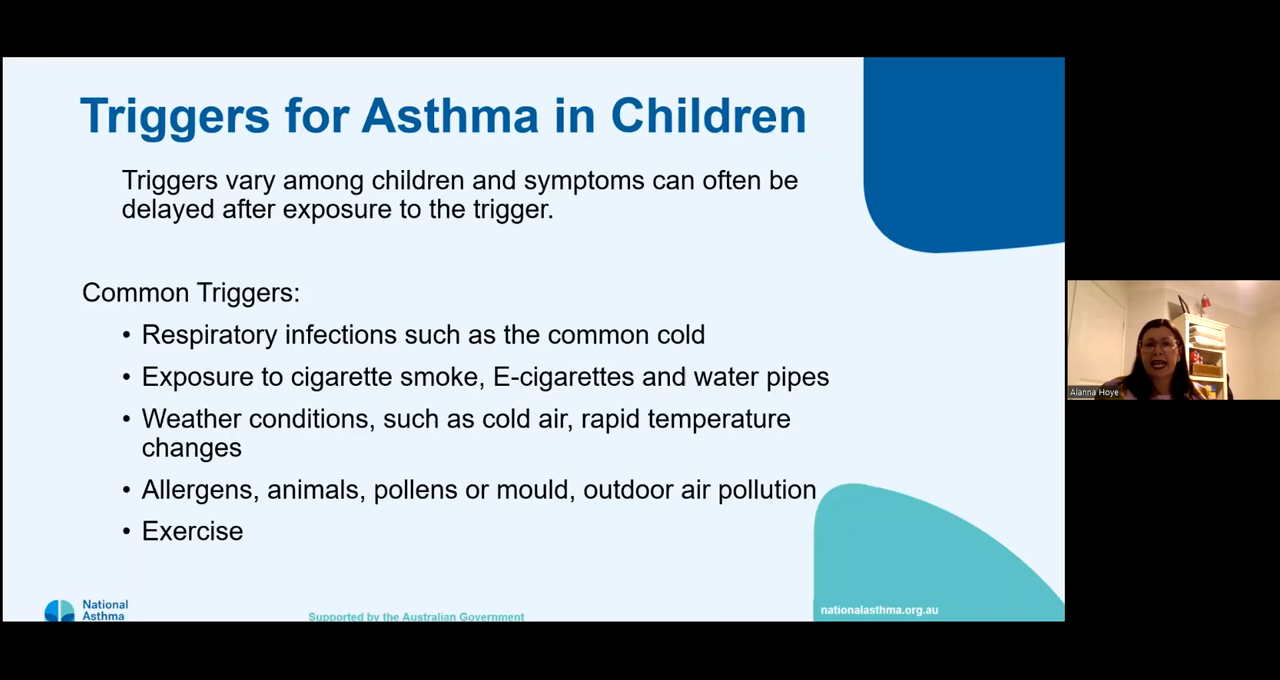 Triggers for Asthma in Children
Triggers vary among children and symptoms can often be
delayed after exposure to the trigger.
Common Triggers:
• Respiratory infections such as the common cold
• Exposure to cigarette smoke, E-cigarettes and water pipes
• Weather conditions, such as cold air, rapid temperature
changes
• Allergens, animals, pollens or mould, outdoor air pollution
• Exercise
National
Asthma
Supported by the Australian Government
nationalasthma.org.au
Alanna Hoye